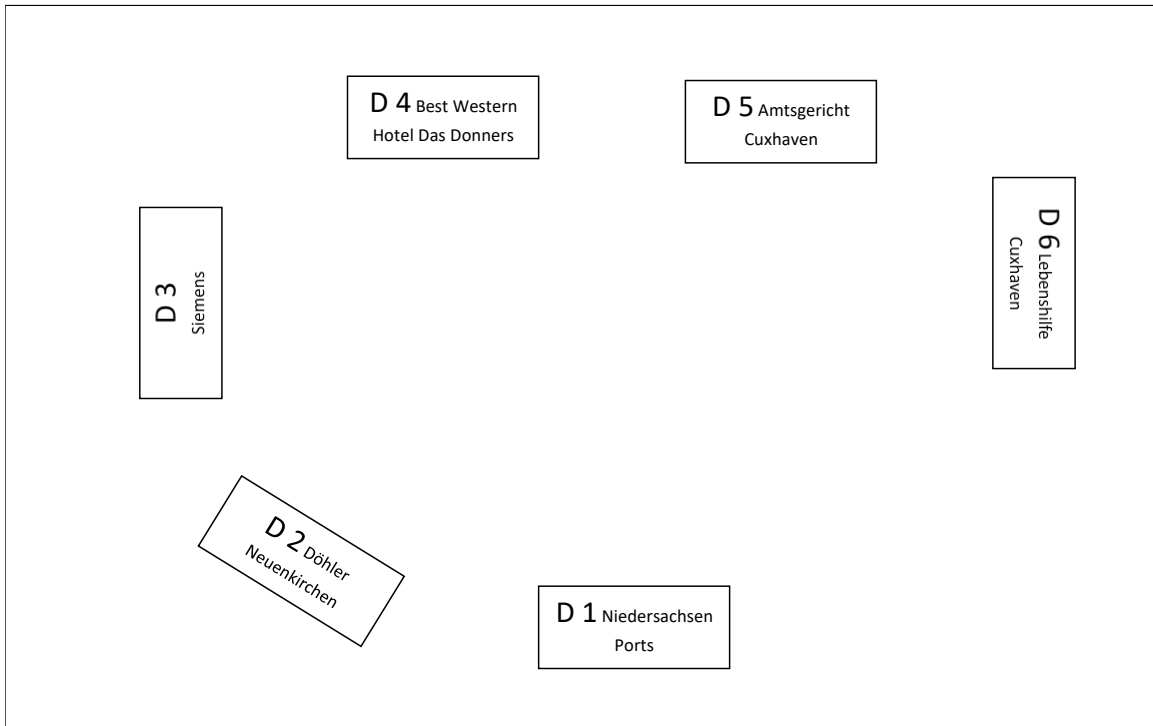 D 4 Best Western
Hotel Das Donners
D 5 Amtsgericht
Cuxhaven
D 6 Lebenshilfe
Cuxhaven
D 3
Siemens
D 2 Döhler
Neuenkirchen
D 1 Niedersachsen
Ports